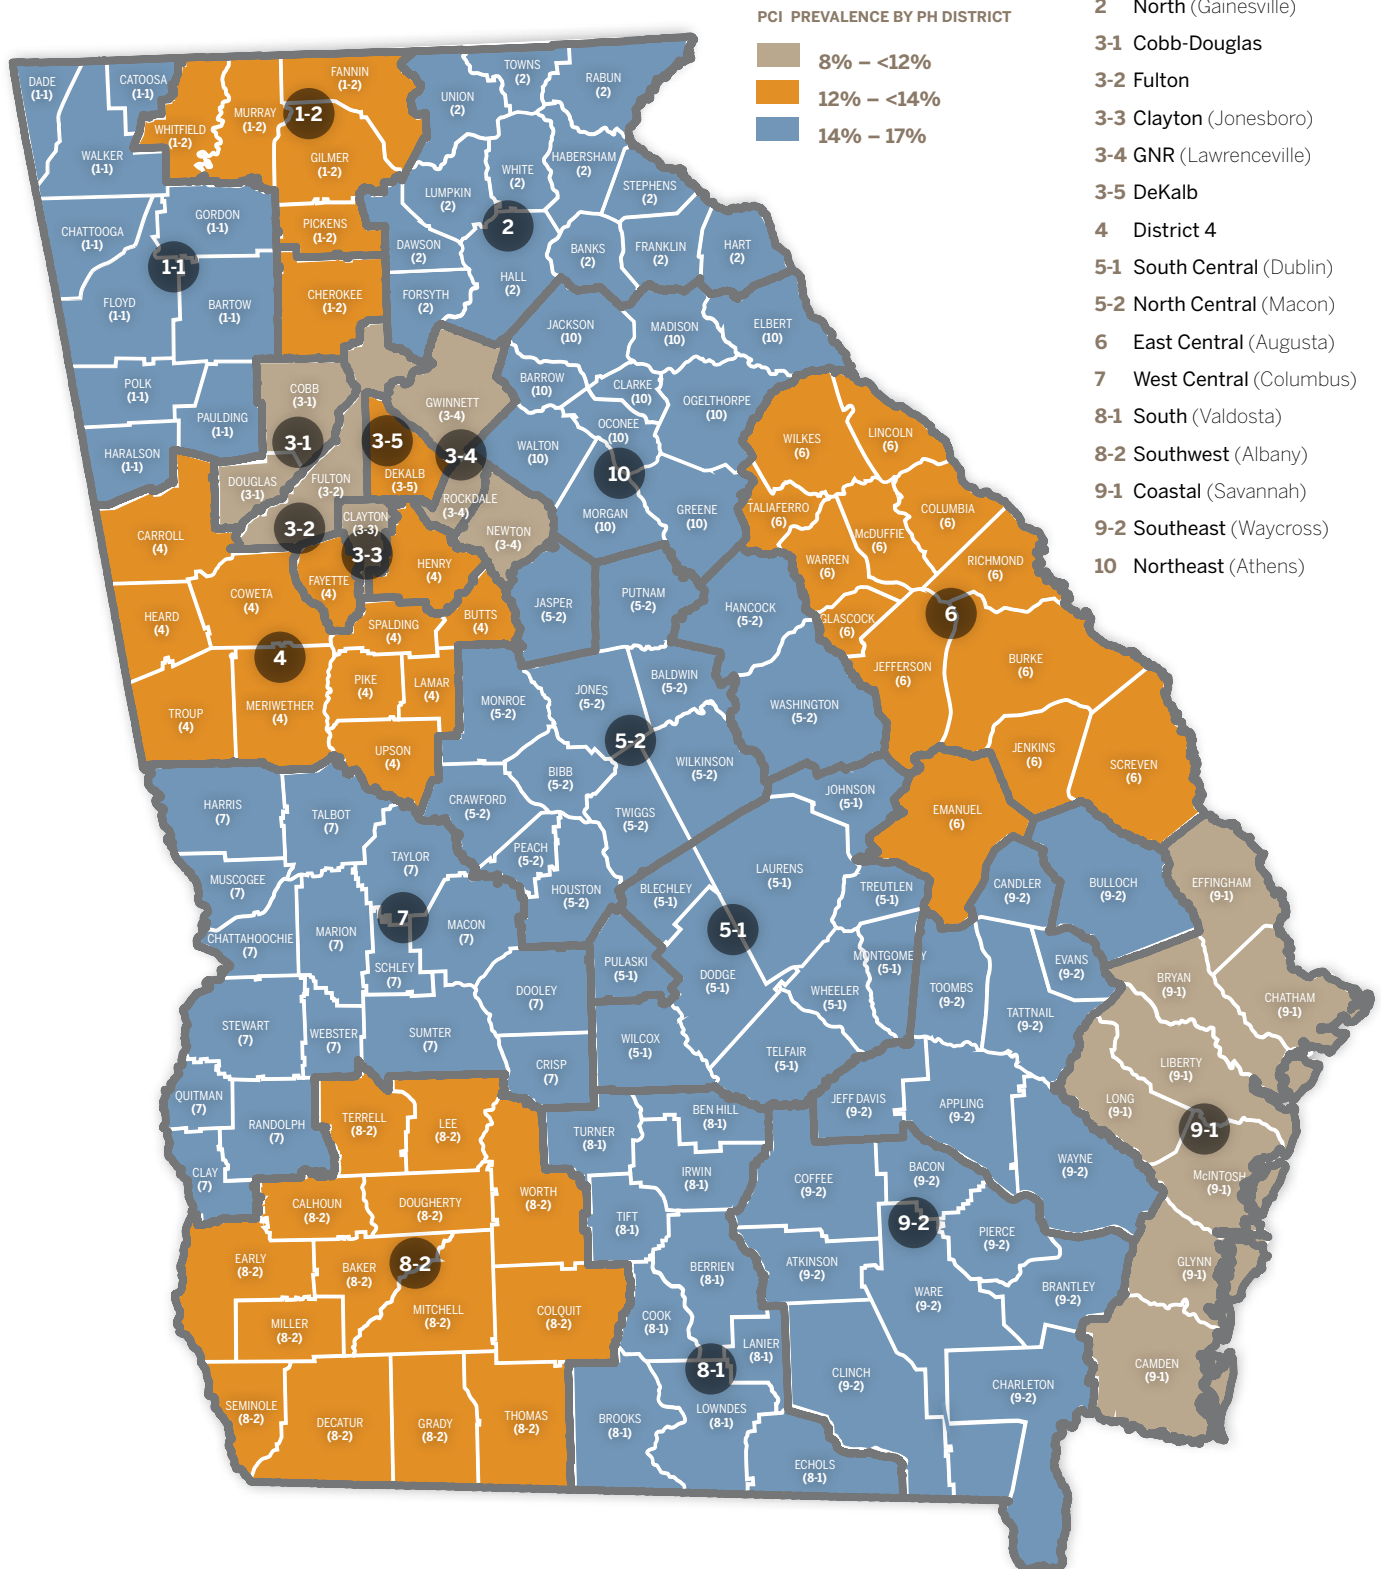 PCI PREVALENCE BY PH DISTRICT
8% – <12%
12% – <14%
14% – 17%
2 North (Gainesville)
3-1 Cobb-Douglas
3-2 Fulton
3-3 Clayton (Jonesboro)
3-4 GNR (Lawrenceville)
3-5 DeKalb
4 District 4
5-1 South Central (Dublin)
5-2 North Central (Macon)
6 East Central (Augusta)
7 West Central (Columbus)
8-1 South (Valdosta)
8-2 Southwest (Albany)
9-1 Coastal (Savannah)
9-2 Southeast (Waycross)
10 Northeast (Athens)
DADE
(1-1)
CATOOSA
(1-1)
WALKER
(1-1)
WHITFIELD
(1-2)
MURRAY
(1-2)
1-2
FANNIN
(1-2)
GILMER
(1-2)
UNION
(2)
TOWNS
(2)
RABUN
(2)
WHITE
(2)
HABERSHAM
(2)
STEPHENS
(2)
LUMPKIN
(2)
2
CHATTOOGA
(1-1)
GORDON
(1-1)
1-1
PICKENS
(1-2)
DAWSON
(2)
BANKS
(2)
FRANKLIN
(2)
HART
(2)
FLOYD
(1-1)
BARTOW
(1-1)
CHEROKEE
(1-2)
FORSYTH
(2)
HALL
(2)
JACKSON
(10)
MADISON
(10)
ELBERT
(10)
POLK
(1-1)
PAULDING
(1-1)
HARALSON
(1-1)
COBB
(3-1)
3-1
3-5
GWINNETT
(3-4)
3-4
BARROW
(10)
CLARKE
(10)
OGELTHORPE
(10)
OCONEE
(10)
WALTON
(10)
10
WILKES
(6)
LINCOLN
(6)
DOUGLAS
(3-1)
FULTON
(3-2)
3-2
DEKALB
(3-5)
ROCKDALE
(3-4)
NEWTON
(3-4)
CLAYTON
(3-3)
3-3
MORGAN
(10)
GREENE
(10)
TALIAFERRO
(6)
COLUMBIA
(6)
McDUFFIE
(6)
WARREN
(6)
RICHMOND
(6)
CARROLL
(4)
HENRY
(4)
FAYETTE
(4)
COWETA
(4)
HEARD
(4)
SPALDING
(4)
BUTTS
(4)
JASPER
(5-2)
PUTNAM
(5-2)
HANCOCK
(5-2)
GLASCOCK
(6)
6
4
JEFFERSON
(6)
BURKE
(6)
TROUP
(4)
MERIWETHER
(4)
PIKE
(4)
LAMAR
(4)
MONROE
(5-2)
JONES
(5-2)
BALDWIN
(5-2)
WASHINGTON
(5-2)
UPSON
(4)
5-2
JENKINS
(6)
SCREVEN
(6)
BIBB
(5-2)
WILKINSON
(5-2)
HARRIS
(7)
TALBOT
(7)
CRAWFORD
(5-2)
TWIGGS
(5-2)
JOHNSON
(5-1)
EMANUEL
(6)
TAYLOR
(7)
PEACH
(5-2)
HOUSTON
(5-2)
BLECHLEY
(5-1)
LAURENS
(5-1)
TREUTLEN
(5-1)
CANDLER
(9-2)
BULLOCH
(9-2)
EFFINGHAM
(9-1)
MUSCOGEE
(7)
CHATTAHOOCHIE
(7)
MARION
(7)
7
MACON
(7)
SCHLEY
(7)
5-1
PULASKI
(5-1)
DODGE
(5-1)
MONTGOMEY
(5-1)
WHEELER
(5-1)
TOOMBS
(9-2)
EVANS
(9-2)
TATTNAIL
(9-2)
BRYAN
(9-1)
CHATHAM
(9-1)
DOOLEY
(7)
STEWART
(7)
WEBSTER
(7)
SUMTER
(7)
CRISP
(7)
WILCOX
(5-1)
TELFAIR
(5-1)
LIBERTY
(9-1)
LONG
(9-1)
9-1
McINTOSH
(9-1)
QUITMAN
(7)
RANDOLPH
(7)
CLAY
(7)
TERRELL
(8-2)
LEE
(8-2)
TURNER
(8-1)
BEN HILL
(8-1)
IRWIN
(8-1)
JEFF DAVIS
(9-2)
APPLING
(9-2)
WAYNE
(9-2)
COFFEE
(9-2)
BACON
(9-2)
9-2
PIERCE
(9-2)
CALHOUN
(8-2)
DOUGHERTY
(8-2)
WORTH
(8-2)
TIFT
(8-1)
EARLY
(8-2)
BAKER
(8-2)
8-2
MITCHELL
(8-2)
COLQUIT
(8-2)
MILLER
(8-2)
BERRIEN
(8-1)
ATKINSON
(9-2)
WARE
(9-2)
BRANTLEY
(9-2)
GLYNN
(9-1)
COOK
(8-1)
LANIER
(8-1)
8-1
CLINCH
(9-2)
CHARLETON
(9-2)
CAMDEN
(9-1)
SEMINOLE
(8-2)
DECATUR
(8-2)
GRADY
(8-2)
THOMAS
(8-2)
BROOKS
(8-1)
LOWNDES
(8-1)
ECHOLS
(8-1)